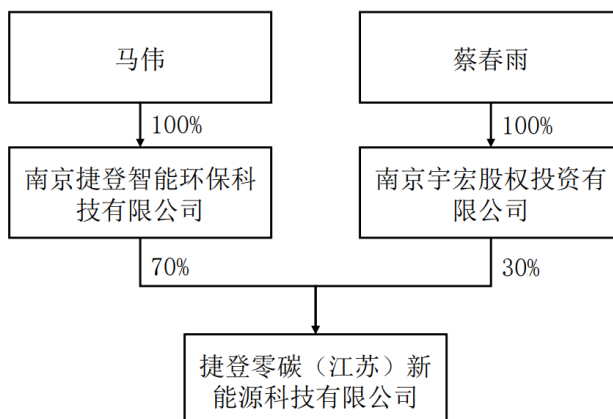 马伟
蔡春雨
100%
100%
南京捷登智能环保科
技有限公司
南京宇宏股权投资有
限公司
70%
30%
捷登零碳（江苏）新
能源科技有限公司